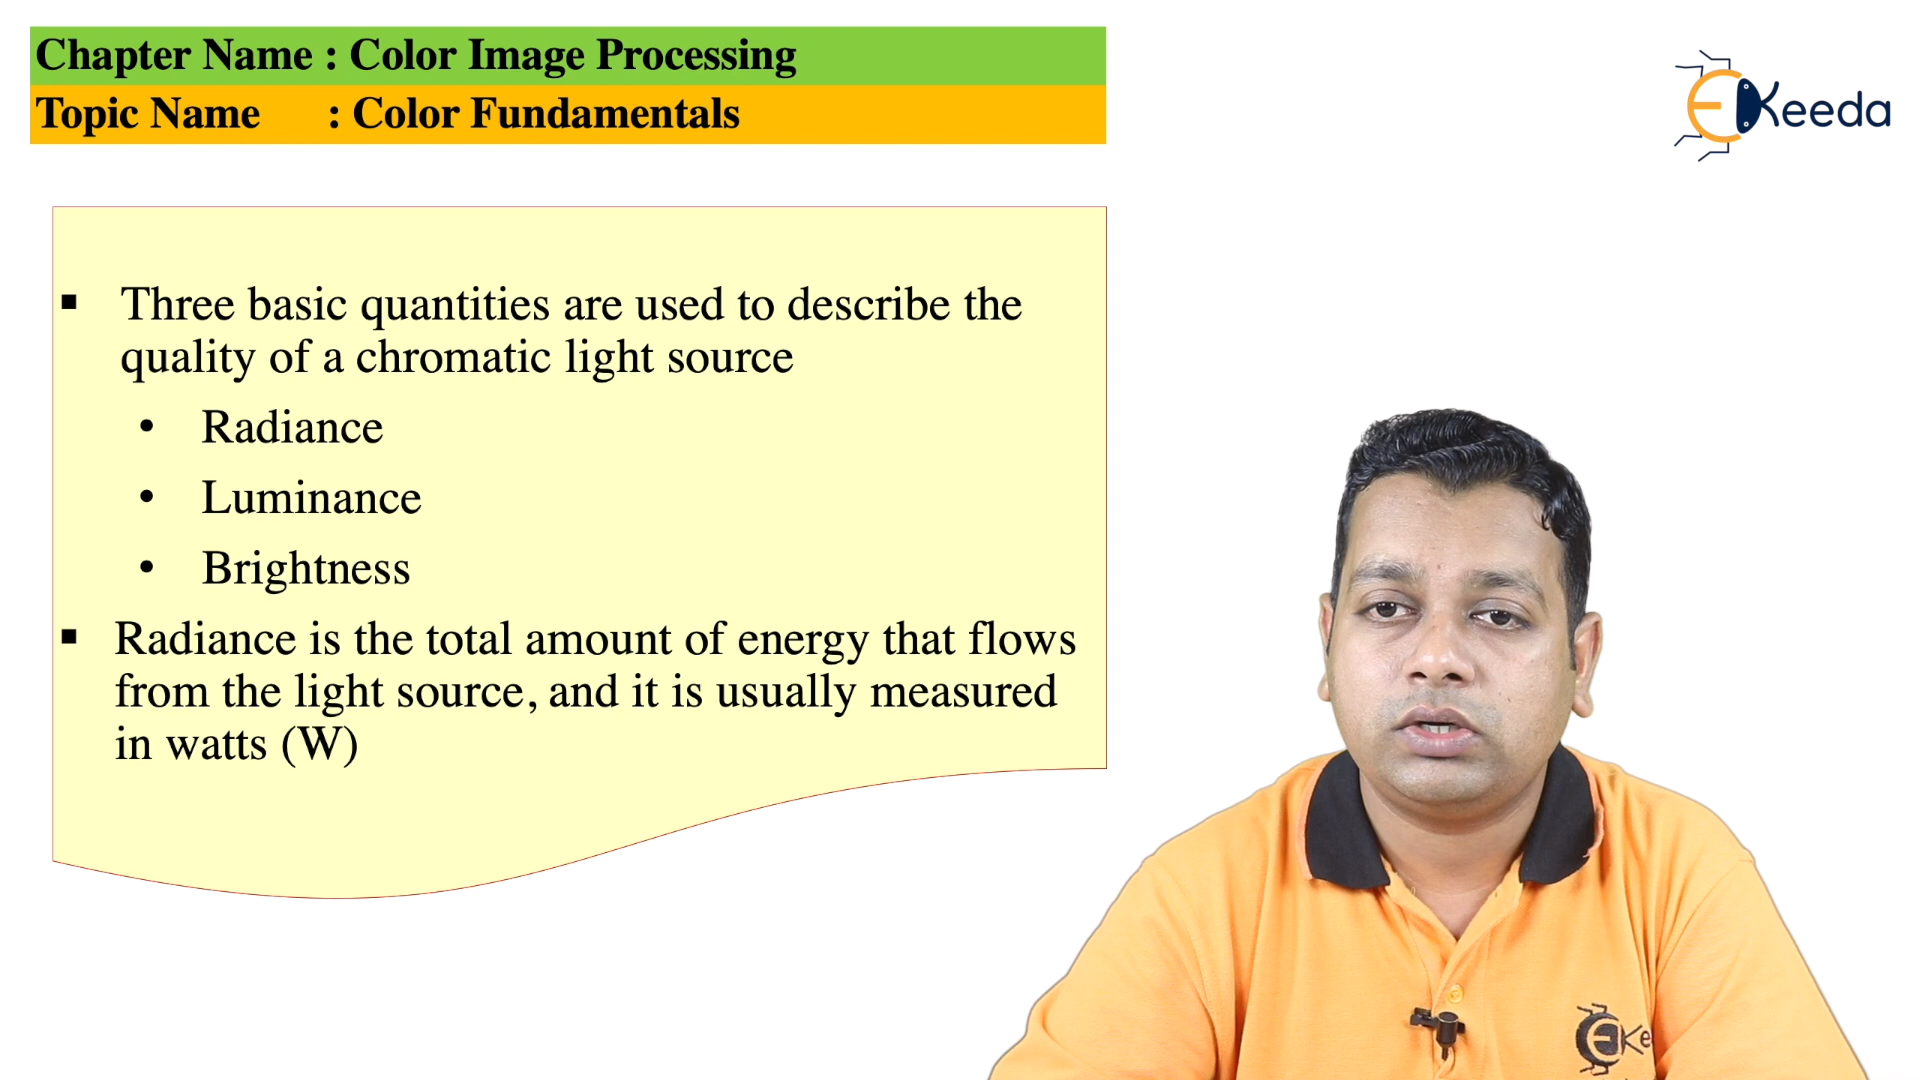 Chapter Name : Color Image Processing
Topic Name : Color Fundamentals
EKeeda
▪ Three basic quantities are used to describe the
quality of a chromatic light source
• Radiance
• Luminance
• Brightness
▪ Radiance is the total amount of energy that flows
from the light source, and it is usually measured
in watts (W)
EKe